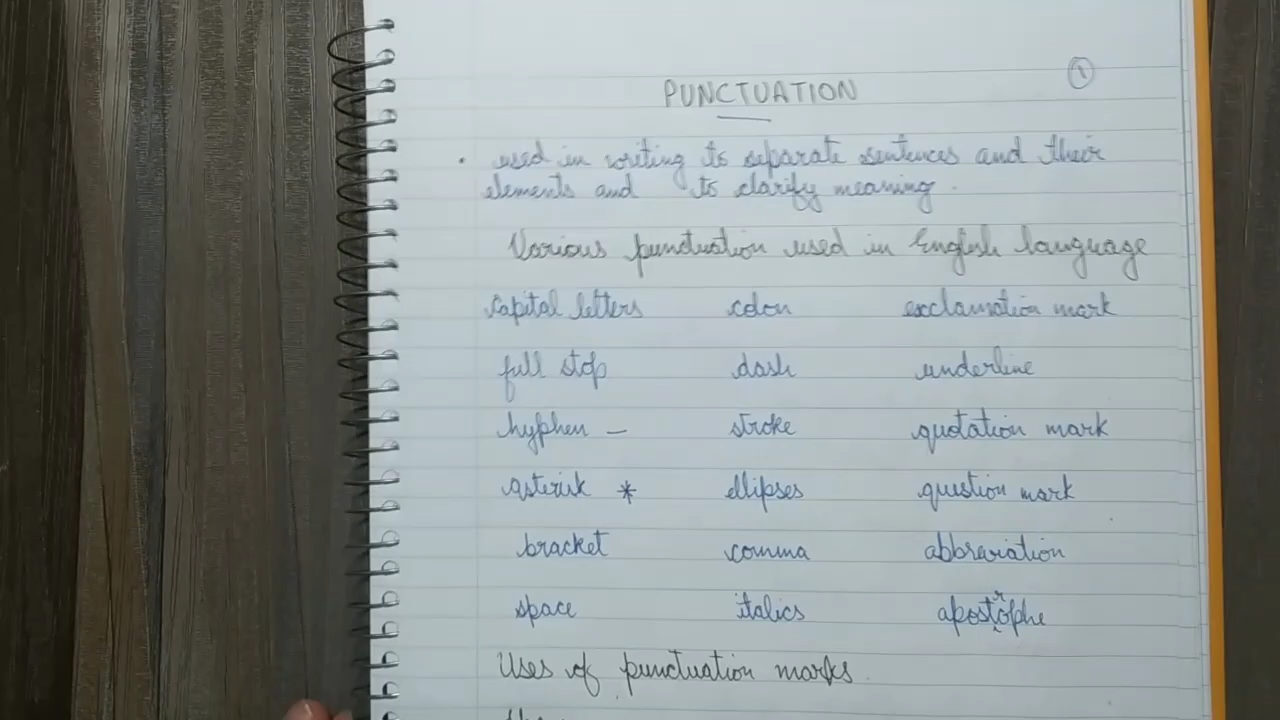 PUNCTUATION 1
• used in writing to separate sentences and their
elements and to clarify meaning.
Various punctuation used in English language
capital letters colon exclamation mark
full stop dash underline
hyphen – stroke quotation mark
asterisk * ellipses question mark
bracket comma abbreviation
space italics apostrophe
Uses of punctuation marks.